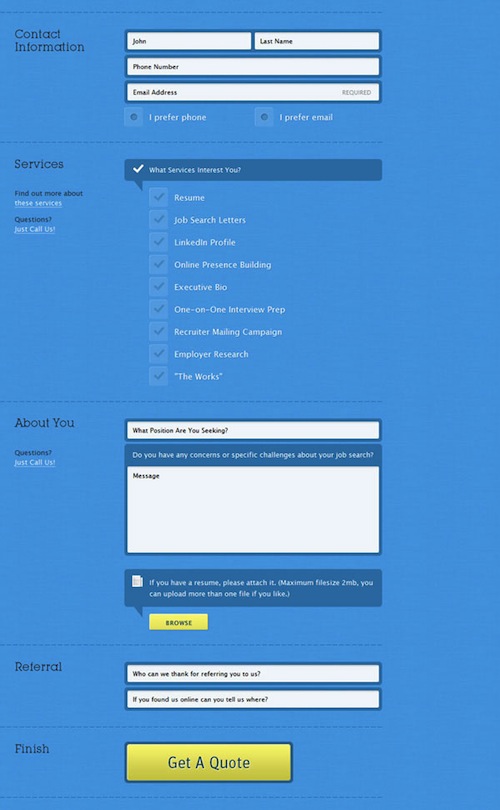 Contact
Information
John
Last Name
Phone Number
Email Address
REQUIRED
I prefer phone
I prefer email
Services
Find out more about
these services
Questions?
Just Call Us!
What Services Interest You?
Resume
Job Search Letters
LinkedIn Profile
Online Presence Building
Executive Bio
One-on-One Interview Prep
Recruiter Mailing Campaign
Employer Research
"The Works"
About You
Questions?
Just Call Us!
What Position Are You Seeking?
Do you have any concerns or specific challenges about your job search?
Message
If you have a resume, please attach it. (Maximum filesize 2mb, you
can upload more than one file if you like.)
BROWSE
Referral
Who can we thank for referring you to us?
If you found us online can you tell us where?
Finish
Get A Quote